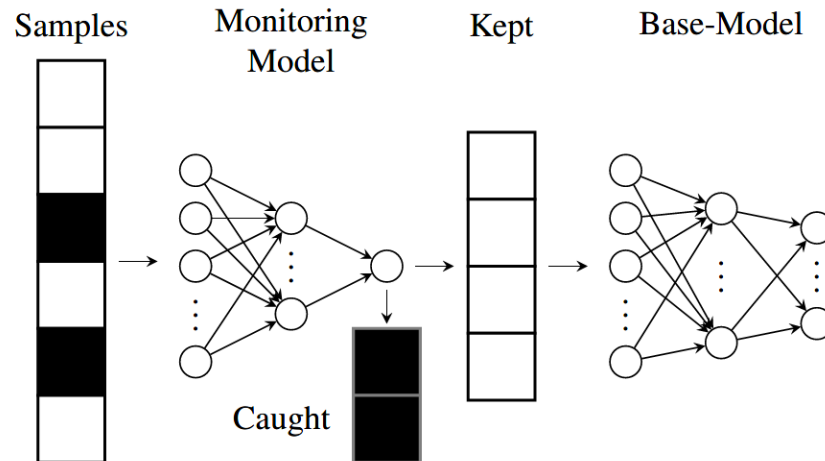 Samples
Monitoring
Model
Kept
Base-Model
Caught